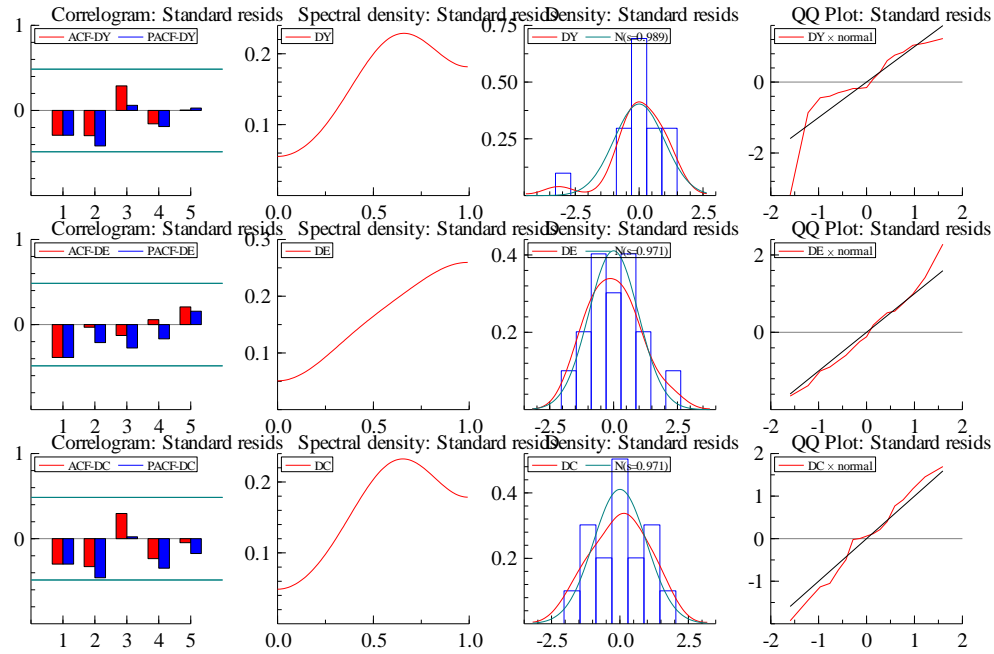 Correlogram: Standard resids
ACF-DY PACF-DY
0
1 2 3 4 5
Spectral density: Standard resids
DY
0.2
0.1
0.0 0.5 1.0
Density: Standard resids
DY N(s=0.989)
0.75
0.50
0.25
-2.5 0.0 2.5
QQ Plot: Standard resids
DY × normal
0
-2
-2 -1 0 1 2
Correlogram: Standard resids
ACF-DE PACF-DE
0
1 2 3 4 5
Spectral density: Standard resids
DE
0.3
0.2
0.1
0.0 0.5 1.0
Density: Standard resids
DE N(s=0.971)
0.4
0.2
-2.5 0.0 2.5
QQ Plot: Standard resids
DE × normal
2
0
-2 -1 0 1 2
Correlogram: Standard resids
ACF-DC PACF-DC
0
1 2 3 4 5
Spectral density: Standard resids
DC
0.2
0.1
0.0 0.5 1.0
Density: Standard resids
DC N(s=0.971)
0.4
0.2
-2.5 0.0 2.5
QQ Plot: Standard resids
DC × normal
2
1
0
-1
-2 -1 0 1 2